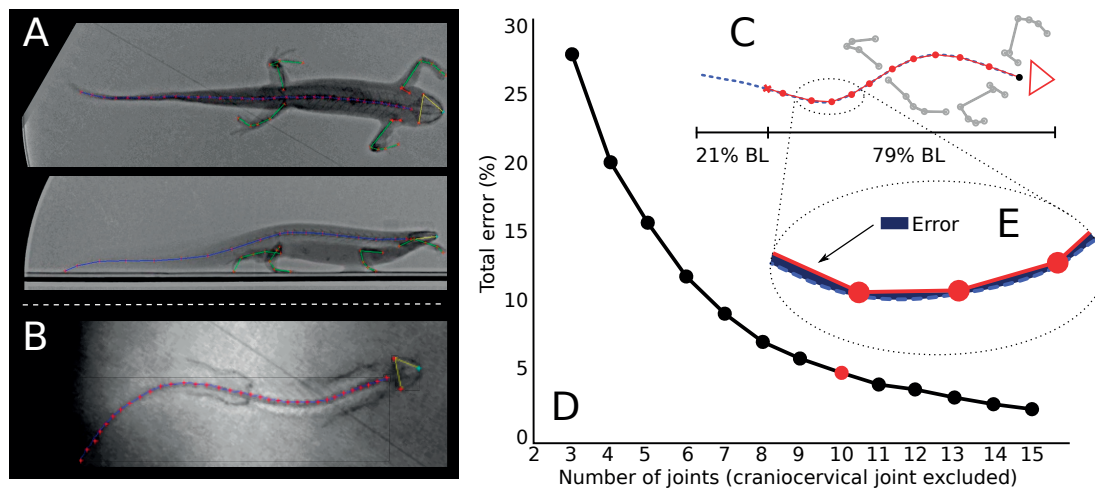 A
B
C
21% BL
79% BL
E
Error
D
Total error (%)
30
25
20
15
10
5
0
2 3 4 5 6 7 8 9 10 11 12 13 14 15
Number of joints (craniocervical joint excluded)